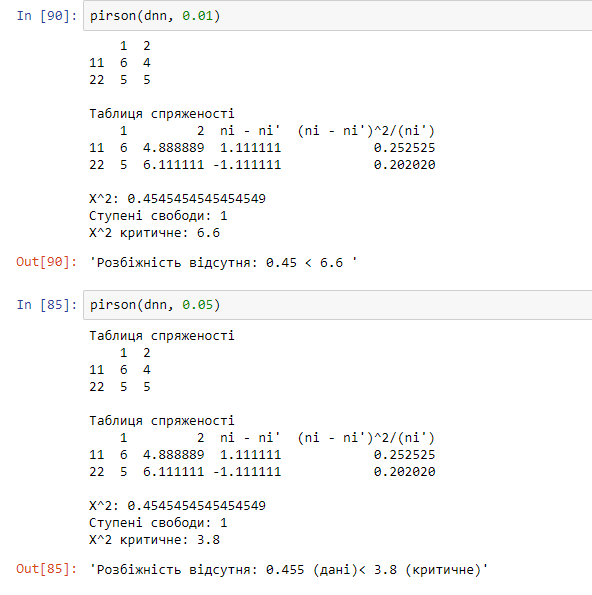 In [90]: pirson(dnn, 0.01)
1 2
11 6 4
22 5 5
Таблиця спряженості
1 2 ni - ni' (ni - ni')^2/(ni')
11 6 4.888889 1.111111 0.252525
22 5 6.111111 -1.111111 0.202020
X^2: 0.4545454545454549
Ступені свободи: 1
X^2 критичне: 6.6
Out[90]: 'Розбіжність відсутня: 0.45 < 6.6 '
In [85]: pirson(dnn, 0.05)
Таблиця спряженості
1 2
11 6 4
22 5 5
Таблиця спряженості
1 2 ni - ni' (ni - ni')^2/(ni')
11 6 4.888889 1.111111 0.252525
22 5 6.111111 -1.111111 0.202020
X^2: 0.4545454545454549
Ступені свободи: 1
X^2 критичне: 3.8
Out[85]: 'Розбіжність відсутня: 0.455 (дані)< 3.8 (критичне)'